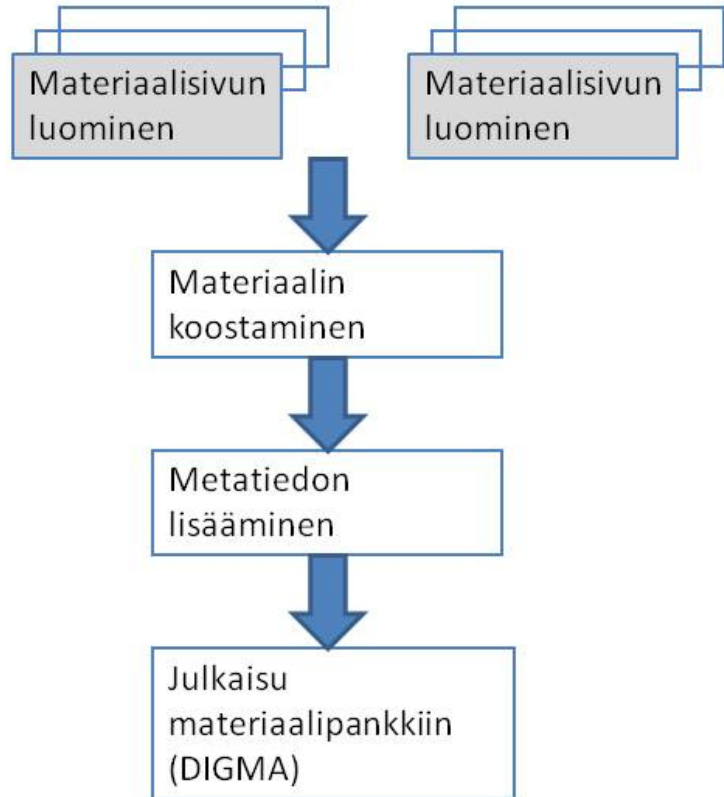 Materiaalisivun
luominen
Materiaalisivun
luominen
Materiaalin
koostaminen
Metatiedon
lisääminen
Julkaisu
materiaalipankkiin
(DIGMA)